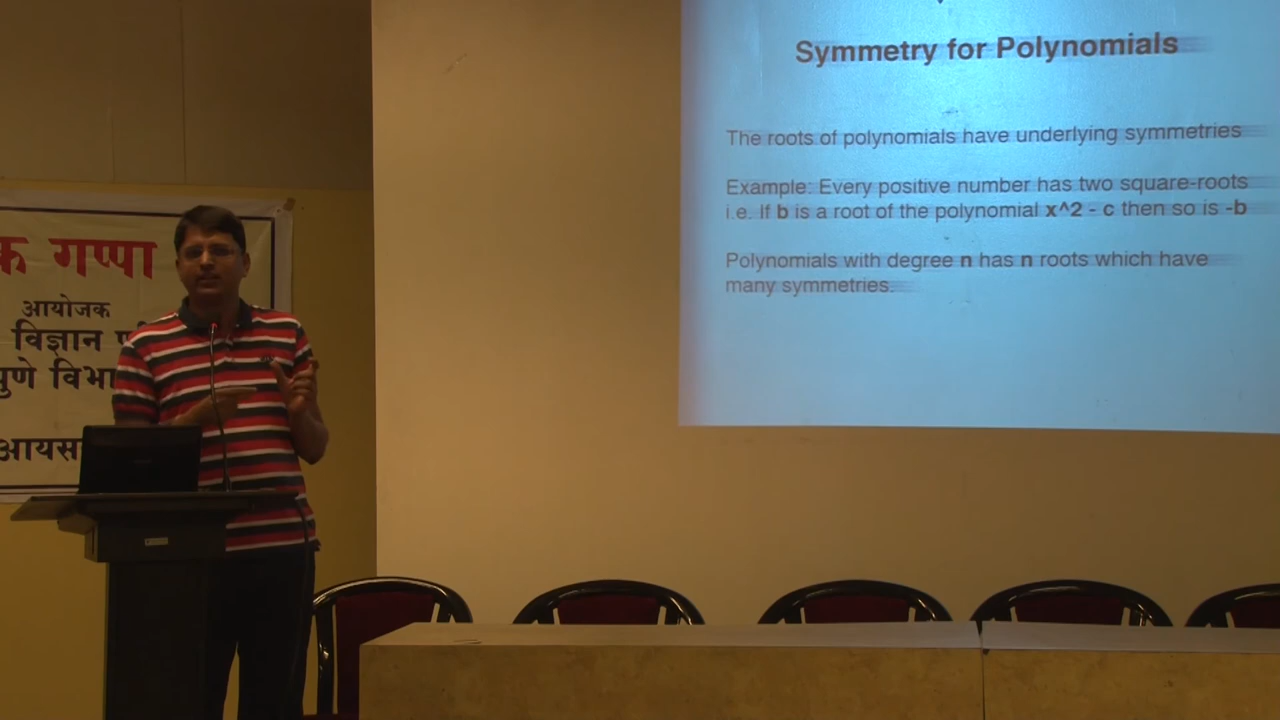 क गप्पा
आयोजक
विज्ञान
पुणे विभा
आयस
Symmetry for Polynomials
The roots of polynomials have underlying symmetries
Example: Every positive number has two square-roots
i.e. If b is a root of the polynomial x^2 - c then so is -b
Polynomials with degree n has n roots which have
many symmetries.